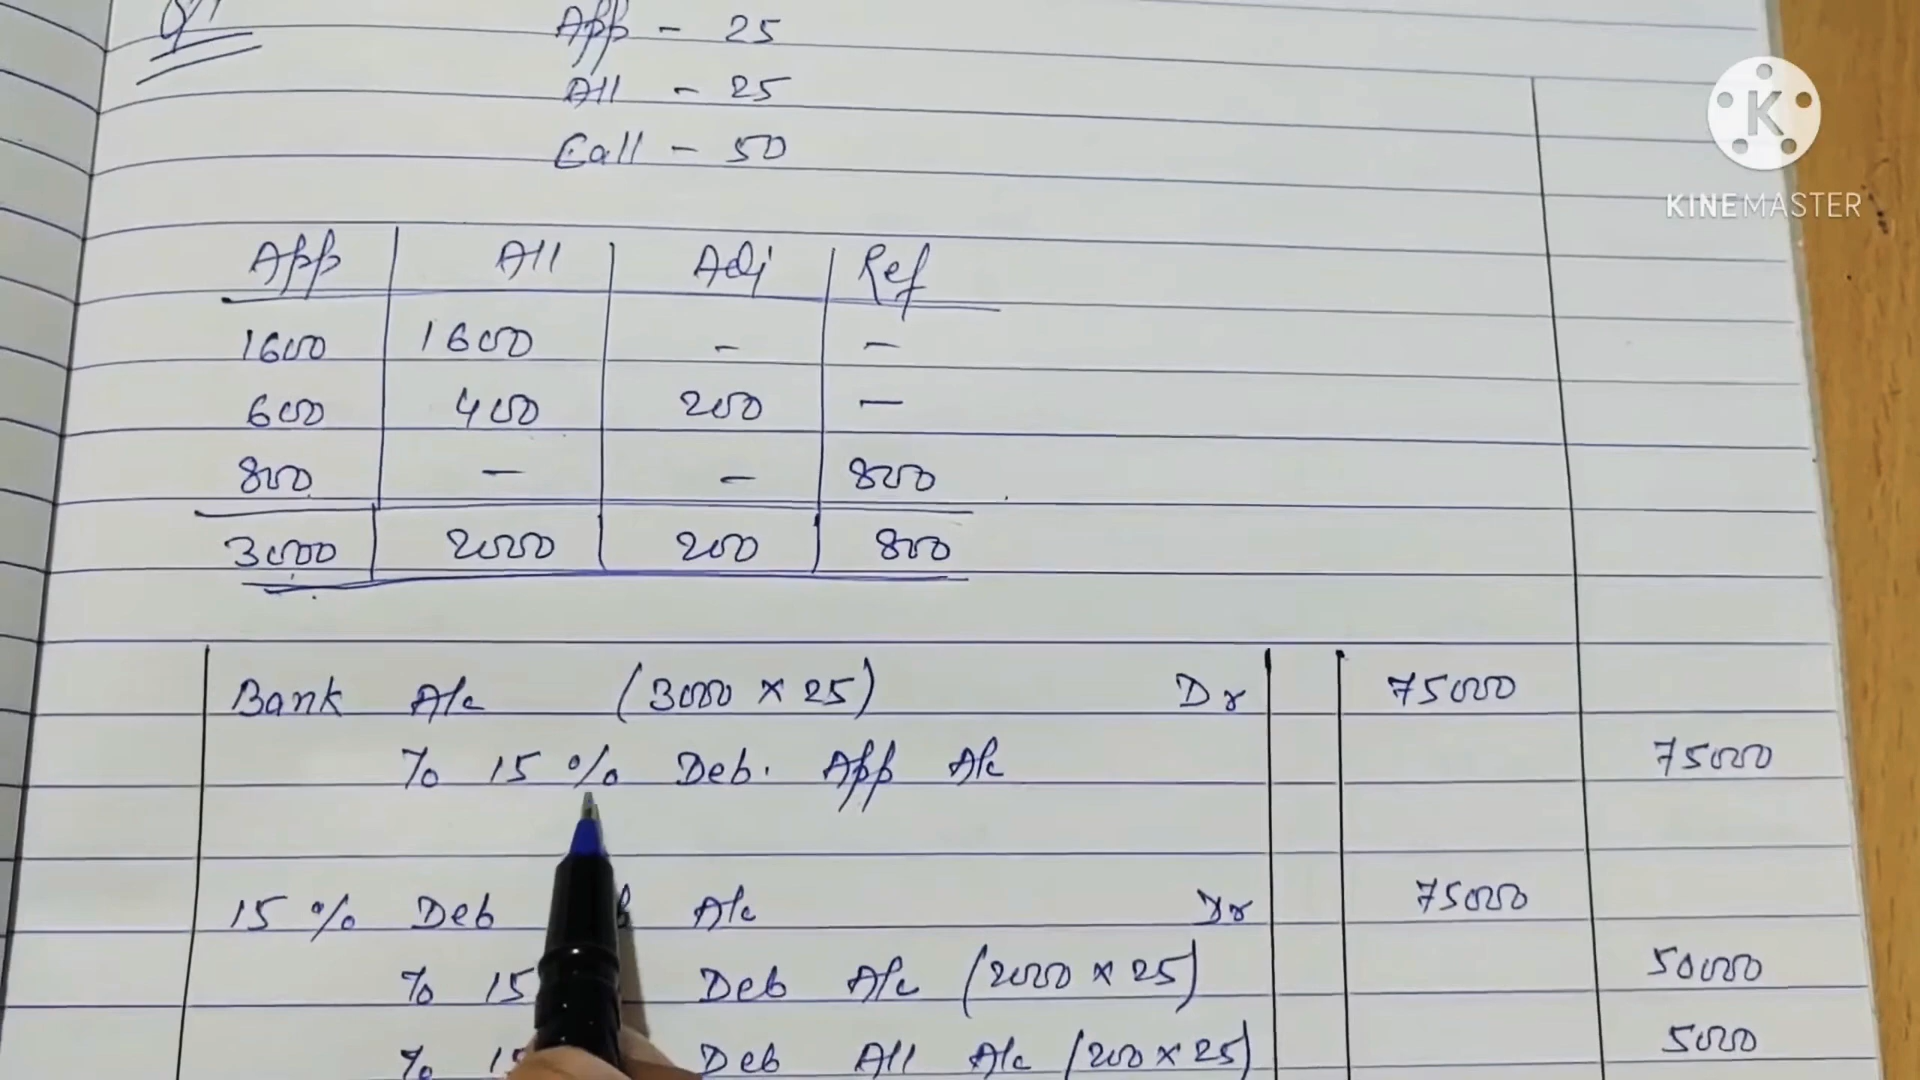 App - 25
All - 25
Call - 50
K
KINEMASTER
App All Adj Ref
1600 1600 - -
600 400 200 -
800 - - 800
3000 2000 200 800
Bank A/c (3000 × 25) Dr 75000
To 15 % Deb. App A/c 75000
15 % Deb A/c Dr 75000
To 15 Deb A/c (2000 × 25) 50000
To Deb All A/c (200 × 25) 5000